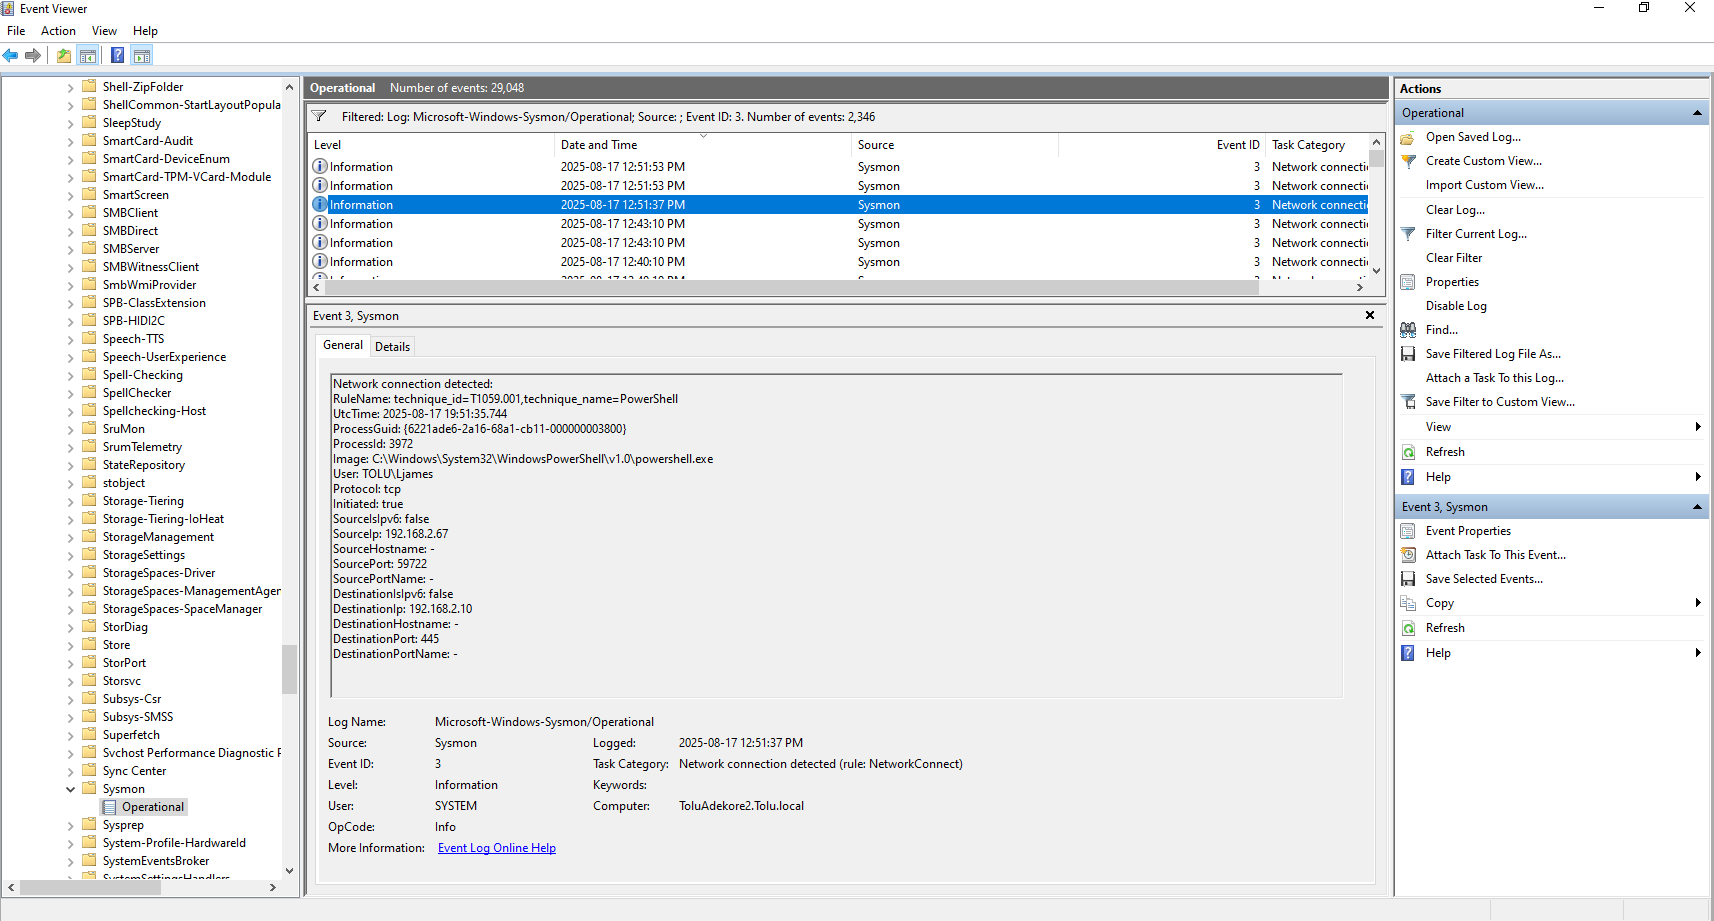 Event Viewer
File Action View Help
Shell-ZipFolder
ShellCommon-StartLayoutPopula
SleepStudy
SmartCard-Audit
SmartCard-DeviceEnum
SmartCard-TPM-VCard-Module
SmartScreen
SMBClient
SMBDirect
SMBServer
SMBWitnessClient
SmbWmiProvider
SPB-ClassExtension
SPB-HIDI2C
Speech-TTS
Speech-UserExperience
Spell-Checking
SpellChecker
Spellchecking-Host
SruMon
SrumTelemetry
StateRepository
stobject
Storage-Tiering
Storage-Tiering-IoHeat
StorageManagement
StorageSettings
StorageSpaces-Driver
StorageSpaces-ManagementAgen
StorageSpaces-SpaceManager
StorDiag
Store
StorPort
Storsvc
Subsys-Csr
Subsys-SMSS
Superfetch
Svchost Performance Diagnostic P
Sync Center
Sysmon
Operational
Sysprep
System-Profile-HardwareId
SystemEventsBroker
SystemSettingsHandlers
Operational Number of events: 29,048
Filtered: Log: Microsoft-Windows-Sysmon/Operational; Source: ; Event ID: 3. Number of events: 2,346
Level Date and Time Source Event ID Task Category
Information 2025-08-17 12:51:53 PM Sysmon 3 Network connecti
Information 2025-08-17 12:51:53 PM Sysmon 3 Network connecti
Information 2025-08-17 12:51:37 PM Sysmon 3 Network connecti
Information 2025-08-17 12:43:10 PM Sysmon 3 Network connecti
Information 2025-08-17 12:43:10 PM Sysmon 3 Network connecti
Information 2025-08-17 12:40:10 PM Sysmon 3 Network connecti
Event 3, Sysmon
General Details
Network connection detected:
RuleName: technique_id=T1059.001,technique_name=PowerShell
UtcTime: 2025-08-17 19:51:35.744
ProcessGuid: {6221ade6-2a16-68a1-cb11-000000003800}
ProcessId: 3972
Image: C:\Windows\System32\WindowsPowerShell\v1.0\powershell.exe
User: TOLU\Ljames
Protocol: tcp
Initiated: true
SourceIsIpv6: false
SourceIp: 192.168.2.67
SourceHostname: -
SourcePort: 59722
SourcePortName: -
DestinationIsIpv6: false
DestinationIp: 192.168.2.10
DestinationHostname: -
DestinationPort: 445
DestinationPortName: -
Log Name: Microsoft-Windows-Sysmon/Operational
Source: Sysmon Logged: 2025-08-17 12:51:37 PM
Event ID: 3 Task Category: Network connection detected (rule: NetworkConnect)
Level: Information Keywords:
User: SYSTEM Computer: ToluAdekore2.Tolu.local
OpCode: Info
More Information: Event Log Online Help
Actions
Operational
Open Saved Log...
Create Custom View...
Import Custom View...
Clear Log...
Filter Current Log...
Clear Filter
Properties
Disable Log
Find...
Save Filtered Log File As...
Attach a Task To this Log...
Save Filter to Custom View...
View
Refresh
Help
Event 3, Sysmon
Event Properties
Attach Task To This Event...
Save Selected Events...
Copy
Refresh
Help